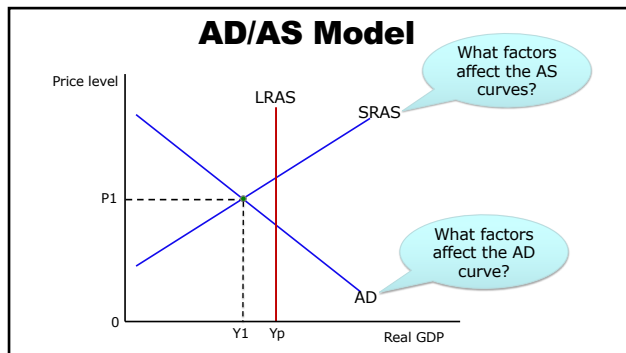 AD/AS Model
What factors
affect the AS
curves?
Price level
LRAS
SRAS
P1
What factors
affect the AD
curve?
AD
0
Y1
Yp
Real GDP